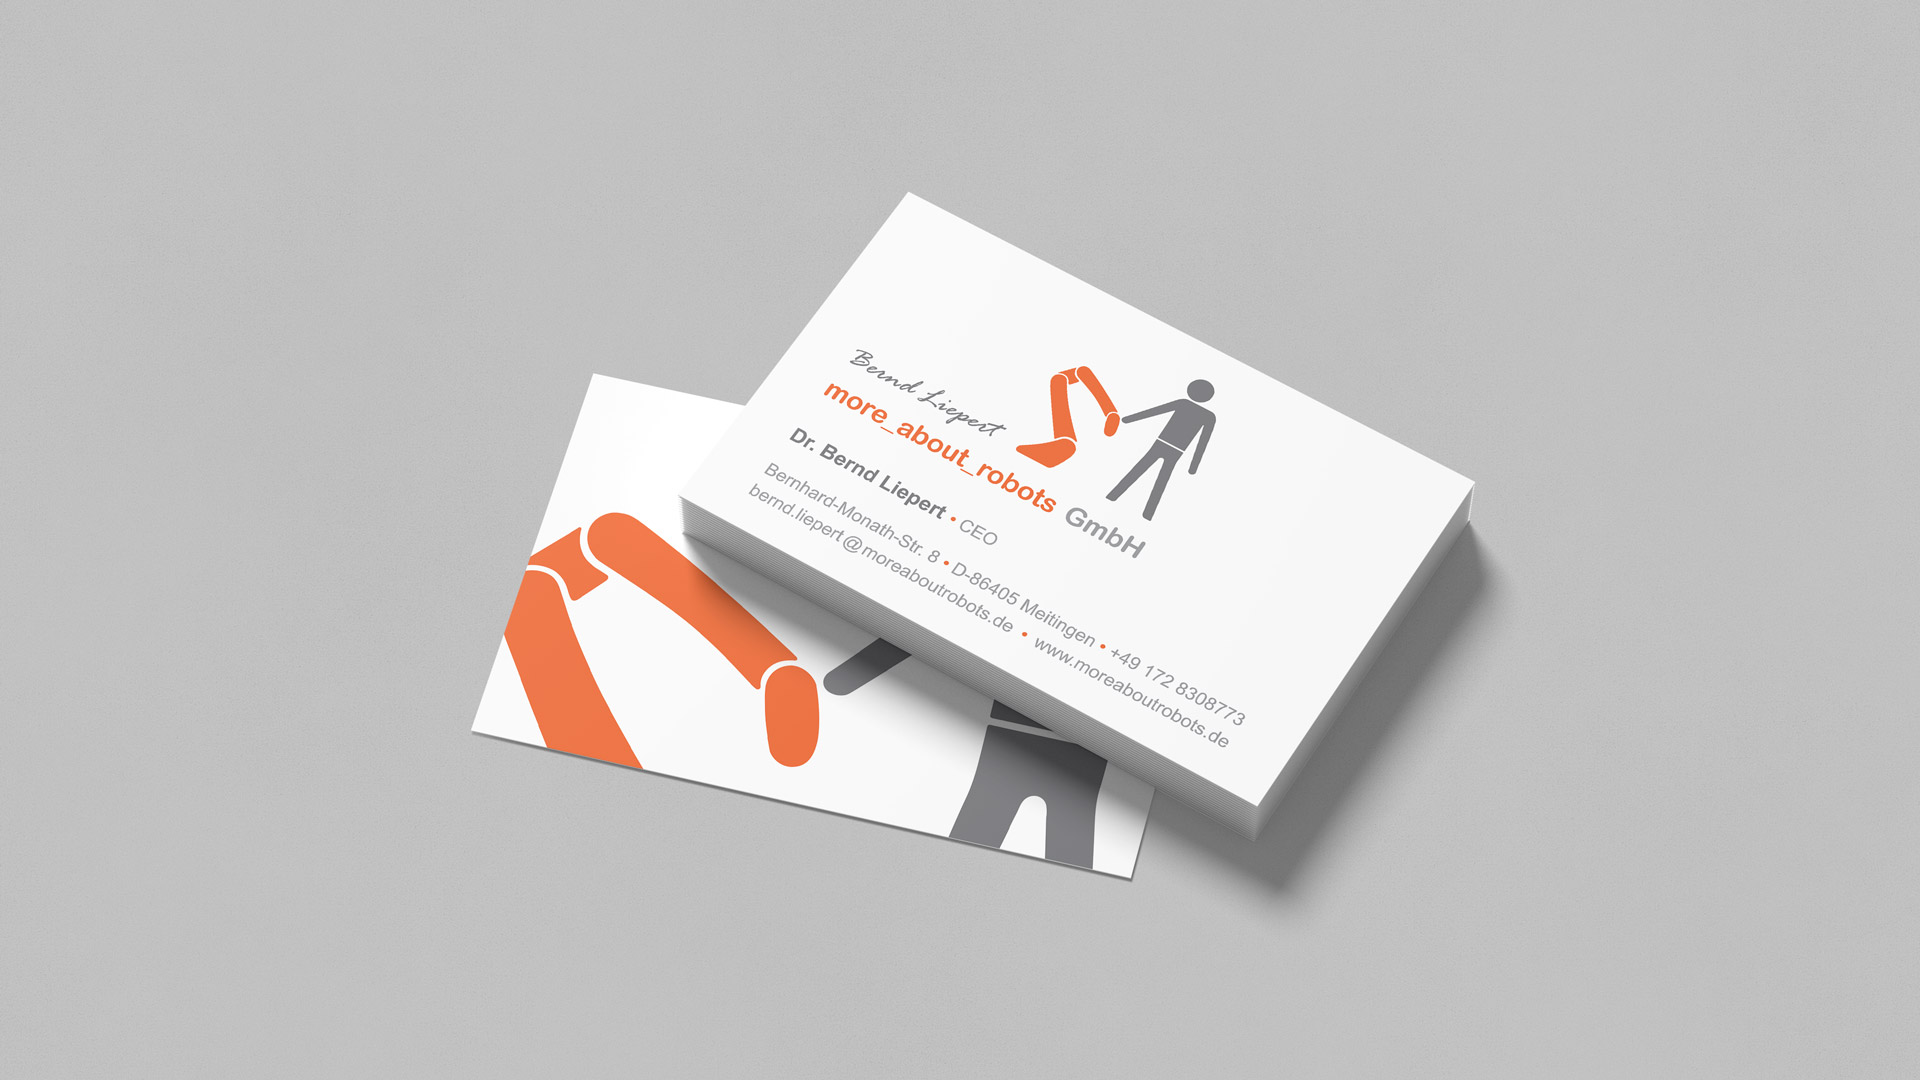 Bernd Liepert
more_about_robots GmbH
Dr. Bernd Liepert • CEO
Bernhard-Monath-Str. 8 • D-86405 Meitingen • +49 172 8308773
bernd.liepert@moreaboutrobots.de • www.moreaboutrobots.de